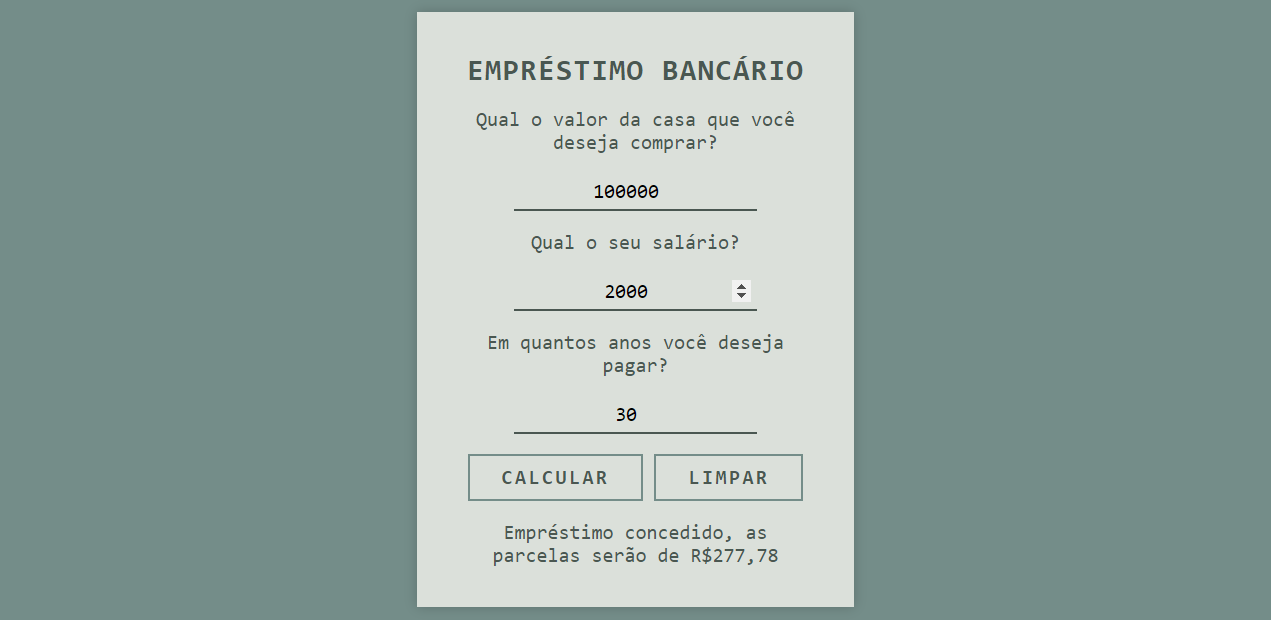 EMPRÉSTIMO BANCÁRIO
Qual o valor da casa que você
deseja comprar?
100000
Qual o seu salário?
2000
Em quantos anos você deseja
pagar?
30
CALCULAR LIMPAR
Empréstimo concedido, as
parcelas serão de R$277,78